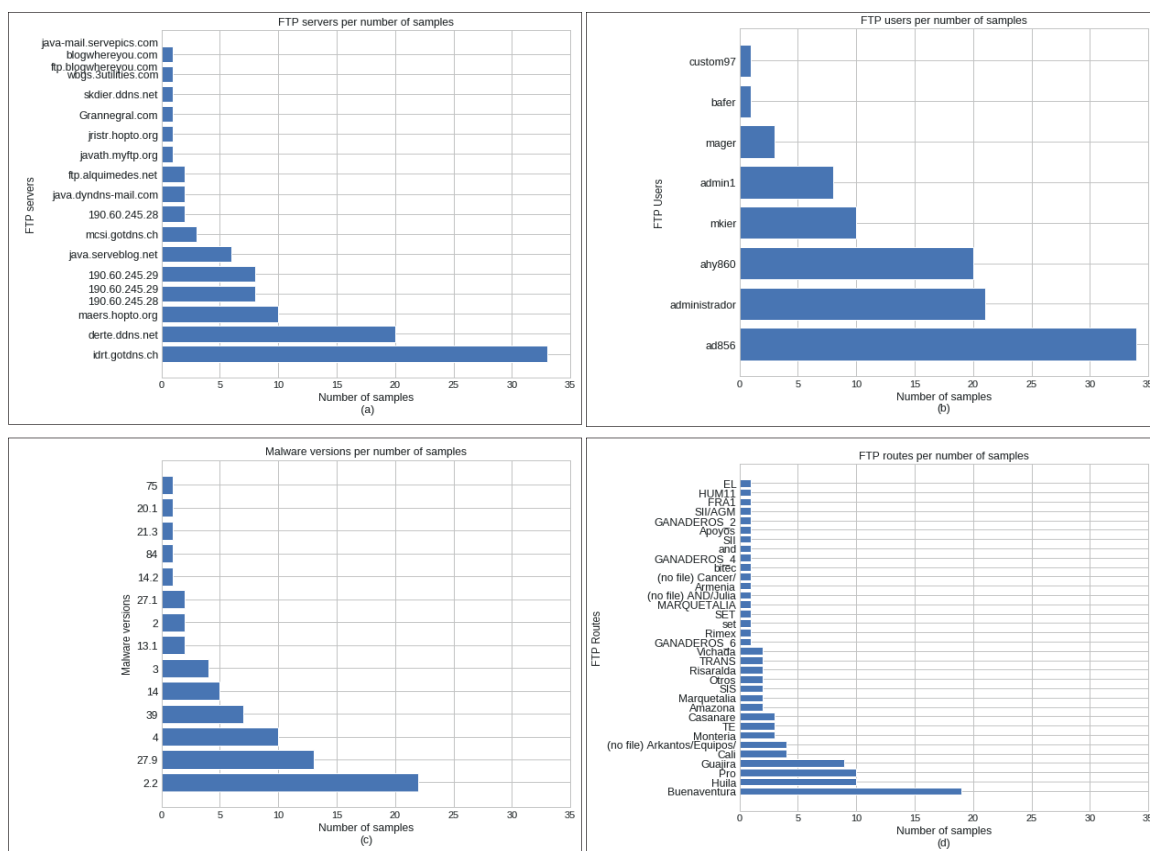 FTP servers per number of samples
java-mail.servepics.com
blogwhereyou.com
ftp.blogwhereyou.com
wbgs.3utilities.com
skdier.ddns.net
Grannegral.com
jristr.hopto.org
javath.myftp.org
ftp.alquimedes.net
java.dyndns-mail.com
190.60.245.28
mcsi.gotdns.ch
java.serveblog.net
190.60.245.29
190.60.245.29
190.60.245.28
maers.hopto.org
derte.ddns.net
idrt.gotdns.ch
FTP servers
0 5 10 15 20 25 30 35
Number of samples
(a)
FTP users per number of samples
custom97
bafer
mager
admin1
mkier
ahy860
administrador
ad856
FTP Users
0 5 10 15 20 25 30 35
Number of samples
(b)
Malware versions per number of samples
75
20.1
21.3
84
14.2
27.1
2
13.1
3
14
39
4
27.9
2.2
Malware versions
0 5 10 15 20 25 30 35
Number of samples
(c)
FTP routes per number of samples
EL
HUM11
FRA1
SII/AGM
GANADEROS_2
Apoyos
SII
and
GANADEROS_4
bitec
(no file) Cancer/
Armenia
(no file) AND/Julia
MARQUETALIA
SET
set
Rimex
GANADEROS_6
Vichada
TRANS
Risaralda
Otros
SIS
Marquetalia
Amazona
Casanare
TE
Monteria
(no file) Arkantos/Equipos/
Cali
Guajira
Pro
Huila
Buenaventura
FTP Routes
0 5 10 15 20 25 30 35
Number of samples
(d)